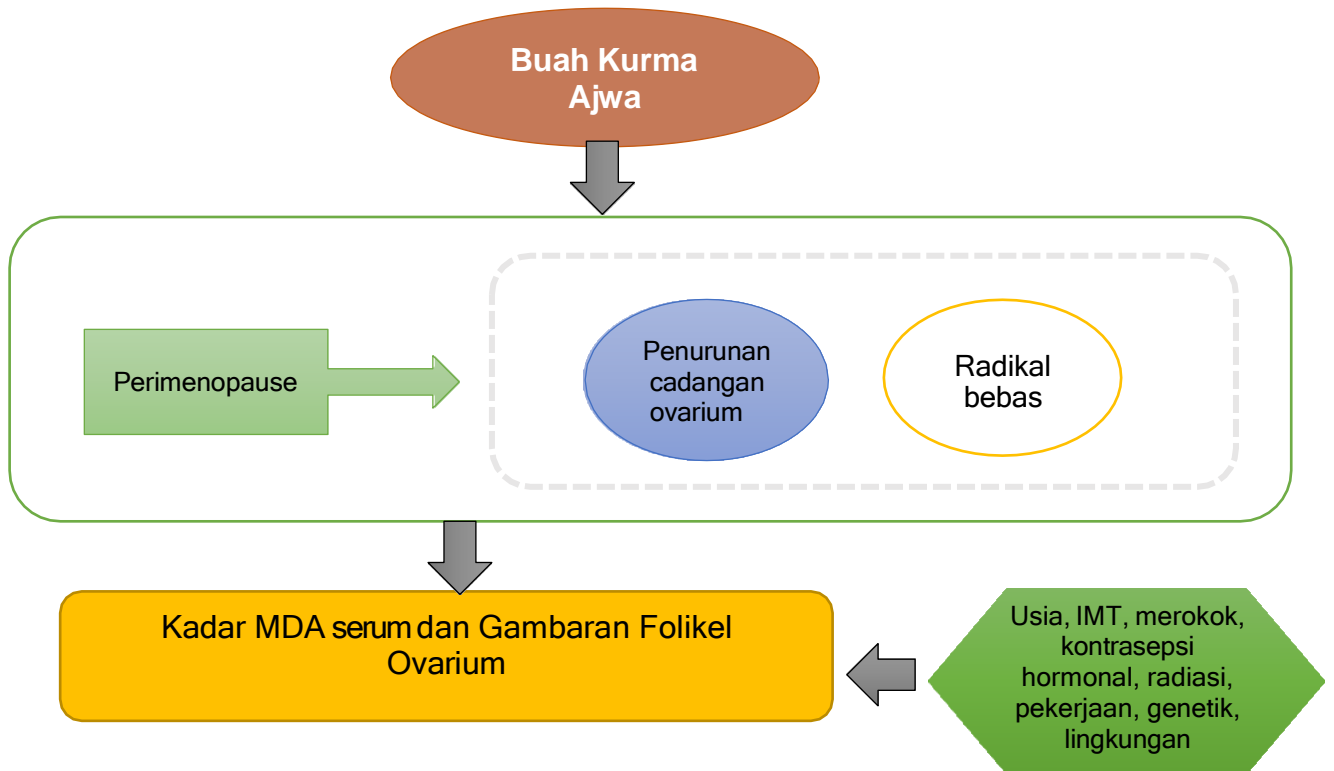 Buah Kurma
Ajwa
Perimenopause
Penurunan
cadangan
ovarium
Radikal
bebas
Kadar MDA serum dan Gambaran Folikel
Ovarium
Usia, IMT, merokok,
kontrasepsi
hormonal, radiasi,
pekerjaan, genetik,
lingkungan